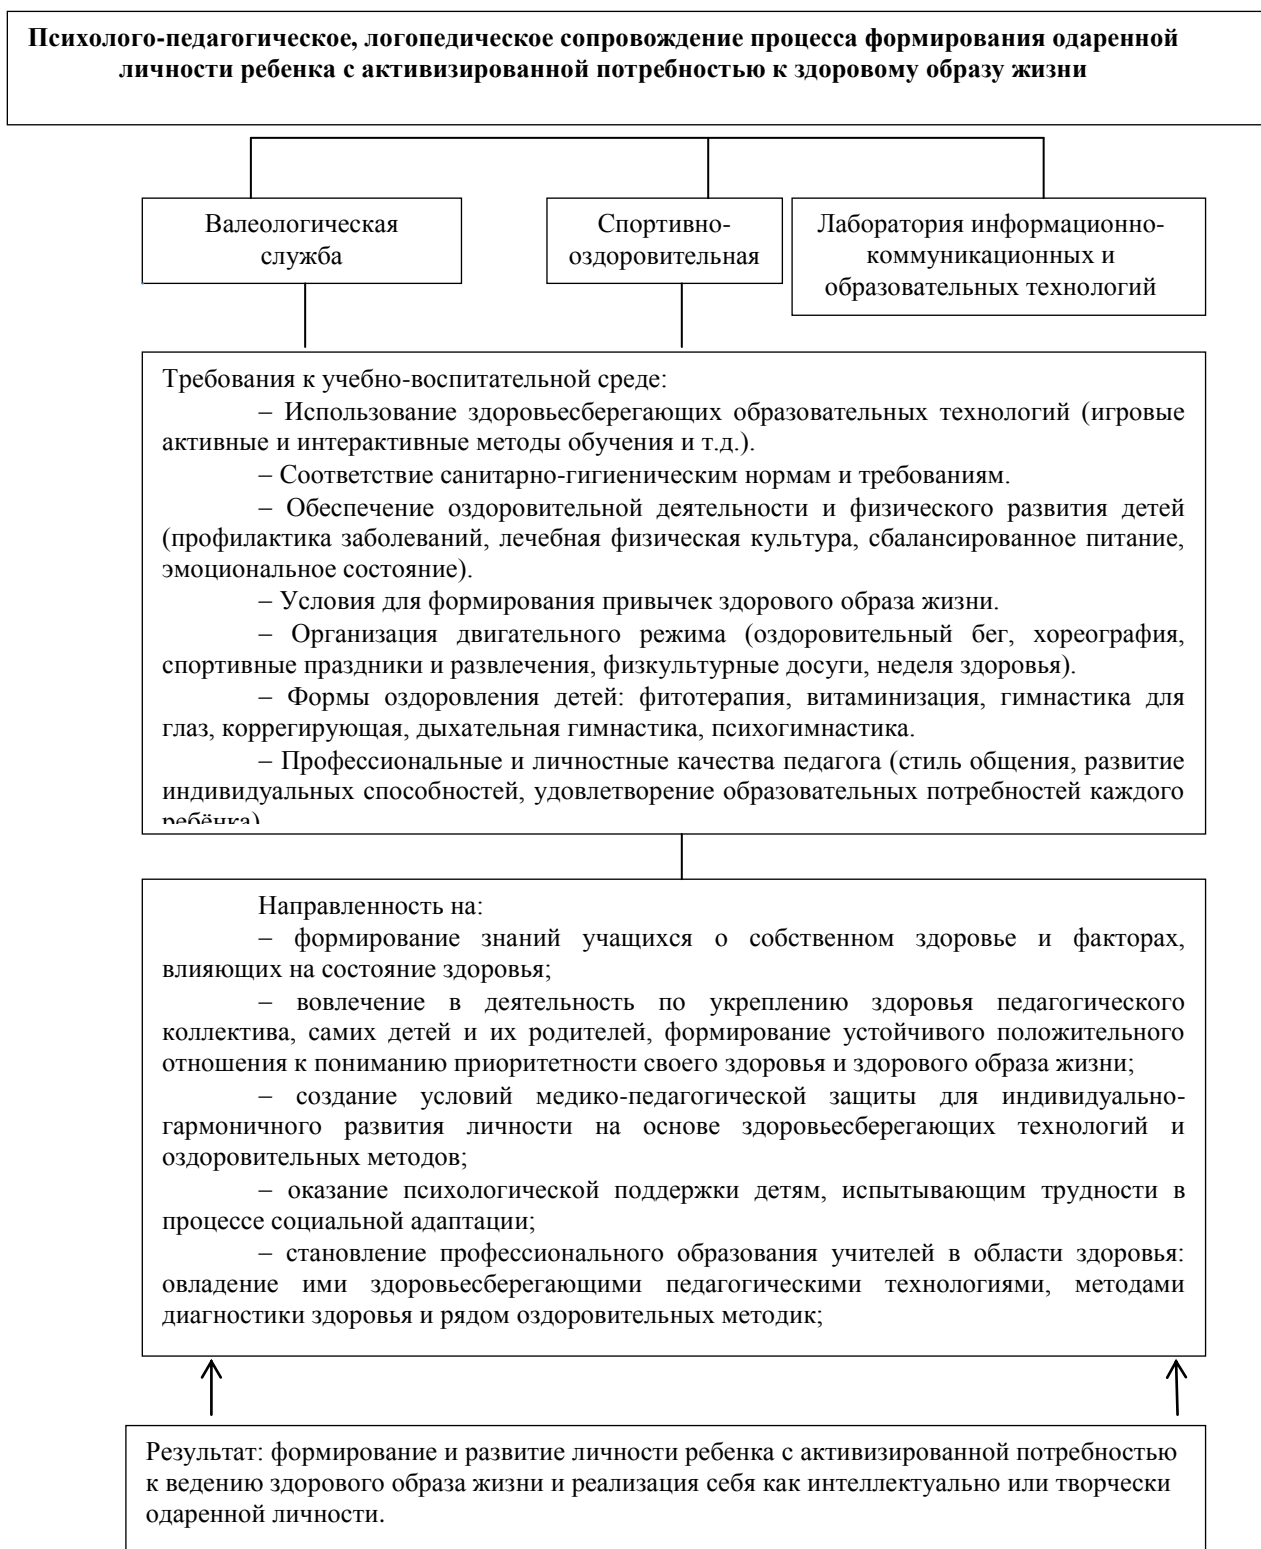 Психолого-педагогическое, логопедическое сопровождение процесса формирования одаренной
личности ребенка с активизированной потребностью к здоровому образу жизни
Валеологическая
служба
Спортивно-
оздоровительная
Лаборатория информационно-
коммуникационных и
образовательных технологий
Требования к учебно-воспитательной среде:
– Использование здоровьесберегающих образовательных технологий (игровые
активные и интерактивные методы обучения и т.д.).
– Соответствие санитарно-гигиеническим нормам и требованиям.
– Обеспечение оздоровительной деятельности и физического развития детей
(профилактика заболеваний, лечебная физическая культура, сбалансированное питание,
эмоциональное состояние).
– Условия для формирования привычек здорового образа жизни.
– Организация двигательного режима (оздоровительный бег, хореография,
спортивные праздники и развлечения, физкультурные досуги, неделя здоровья).
– Формы оздоровления детей: фитотерапия, витаминизация, гимнастика для
глаз, коррегирующая, дыхательная гимнастика, психогимнастика.
– Профессиональные и личностные качества педагога (стиль общения, развитие
индивидуальных способностей, удовлетворение образовательных потребностей каждого
ребёнка)
Направленность на:
– формирование знаний учащихся о собственном здоровье и факторах,
влияющих на состояние здоровья;
– вовлечение в деятельность по укреплению здоровья педагогического
коллектива, самих детей и их родителей, формирование устойчивого положительного
отношения к пониманию приоритетности своего здоровья и здорового образа жизни;
– создание условий медико-педагогической защиты для индивидуально-
гармоничного развития личности на основе здоровьесберегающих технологий и
оздоровительных методов;
– оказание психологической поддержки детям, испытывающим трудности в
процессе социальной адаптации;
– становление профессионального образования учителей в области здоровья:
овладение ими здоровьесберегающими педагогическими технологиями, методами
диагностики здоровья и рядом оздоровительных методик;
Результат: формирование и развитие личности ребенка с активизированной потребностью
к ведению здорового образа жизни и реализация себя как интеллектуально или творчески
одаренной личности.